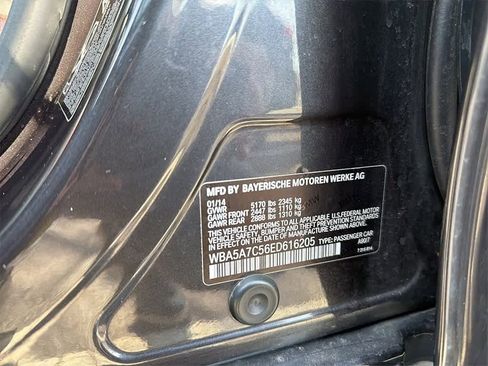 MFD BY BAYERISCHE MOTOREN WERKE AG
01/14 5170 lbs 2345 kg
GVWR
GAWR FRONT 2447 lbs 1110 kg
GAWR REAR 2888 lbs 1310 kg
THIS VEHICLE CONFORMS TO ALL APPLICABLE U.S.FEDERAL MOTOR
VEHICLE SAFETY, BUMPER, AND THEFT PREVENTION STANDARDS
IN EFFECT ON THE DATE OF MANUFACTURE SHOWN ABOVE.
WBA5A7C56ED616205 TYPE: PASSENGER CAR